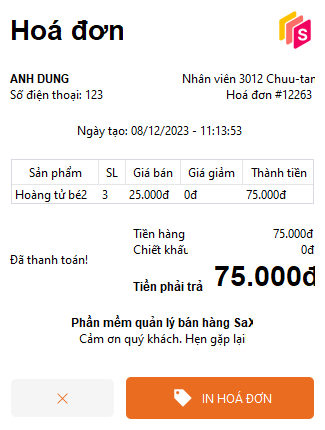 Hoá đơn
S
ANH DUNG
Nhân viên 3012 Chuu-tar
Số điện thoại: 123
Hoá đơn #12263
Ngày tạo: 08/12/2023 - 11:13:53
Sản phẩm SL Giá bán Giá giảm Thành tiền
Hoàng tử bé2 3 25.000đ 0đ 75.000đ
Tiền hàng 75.000đ
Chiết khấu 0đ
Đã thanh toán!
Tiền phải trả 75.000đ
Phần mềm quản lý bán hàng SaX
Cảm ơn quý khách. Hẹn gặp lại
IN HOÁ ĐƠN